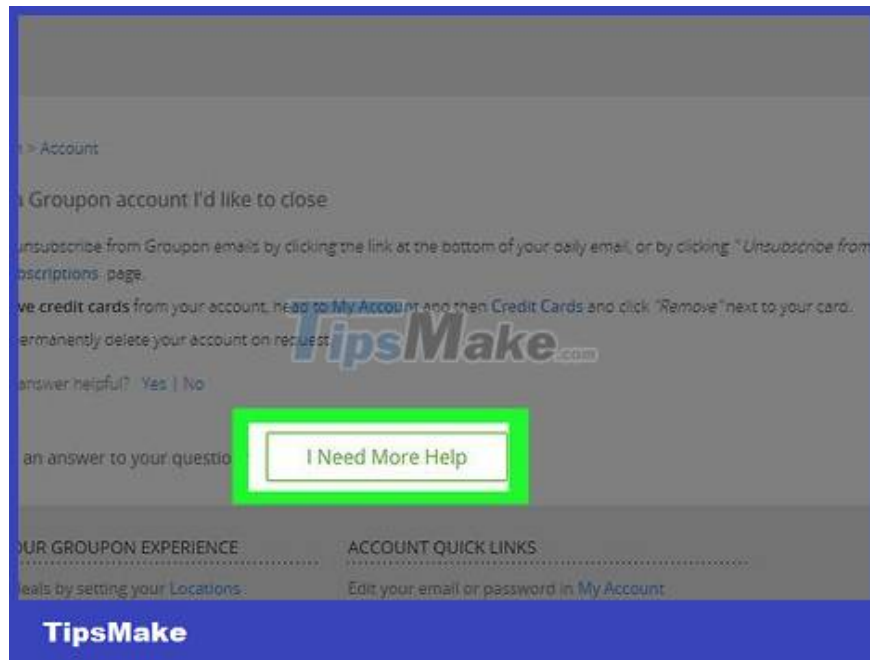 > Account
a Groupon account I'd like to close
unsubscribe from Groupon emails by clicking the link at the bottom of your daily email, or by clicking "Unsubscribe from
bscriptions page.
ve credit cards from your account, head to My Account and then Credit Cards and click "Remove" next to your card.
ermanently delete your account on request.
TipsMake.com
answer helpful? Yes | No
an answer to your questio
I Need More Help
OUR GROUPON EXPERIENCE
ACCOUNT QUICK LINKS
deals by setting your Locations
Edit your email or password in My Account
TipsMake